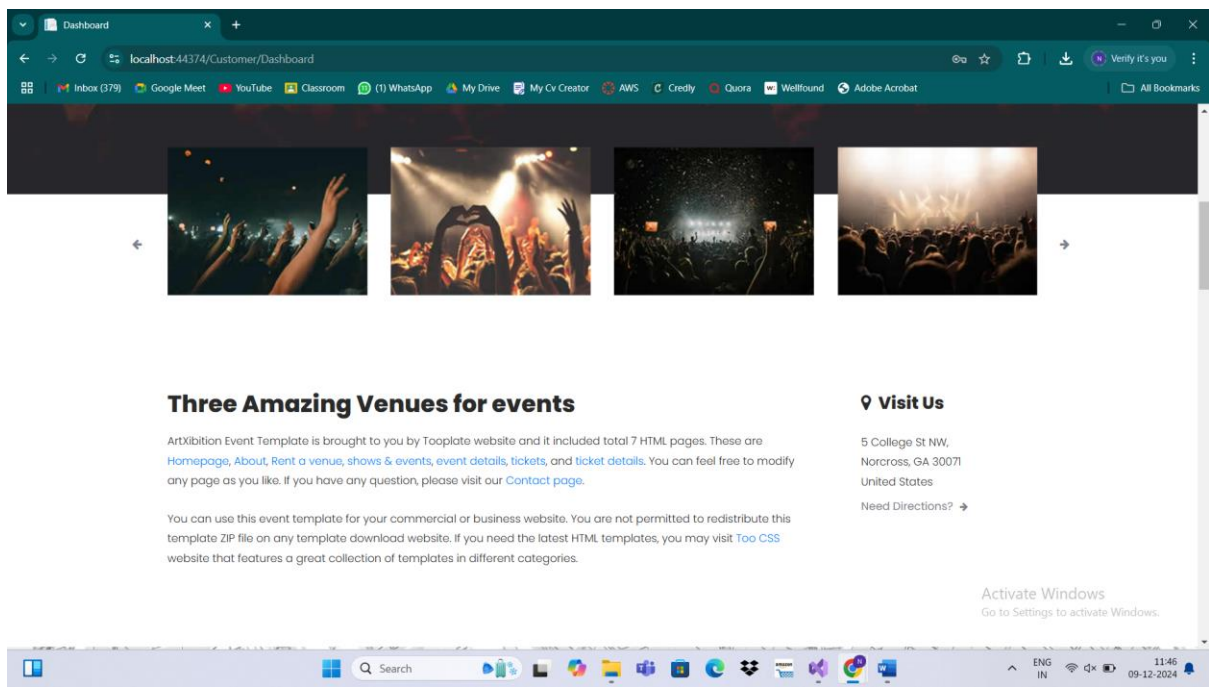 Dashboard
localhost:44374/Customer/Dashboard
Verify it's you
Inbox (379) Google Meet YouTube Classroom (1) WhatsApp My Drive My Cv Creator AWS Credly Quora Wellfound Adobe Acrobat All Bookmarks
Three Amazing Venues for events
ArtXibition Event Template is brought to you by Tooplate website and it included total 7 HTML pages. These are
Homepage, About, Rent a venue, shows & events, event details, tickets, and ticket details. You can feel free to modify
any page as you like. If you have any question, please visit our Contact page.
You can use this event template for your commercial or business website. You are not permitted to redistribute this
template ZIP file on any template download website. If you need the latest HTML templates, you may visit Too CSS
website that features a great collection of templates in different categories.
Visit Us
5 College St NW,
Norcross, GA 30071
United States
Need Directions?
Activate Windows
Go to Settings to activate Windows.
Search
ENG
IN
11:46
09-12-2024